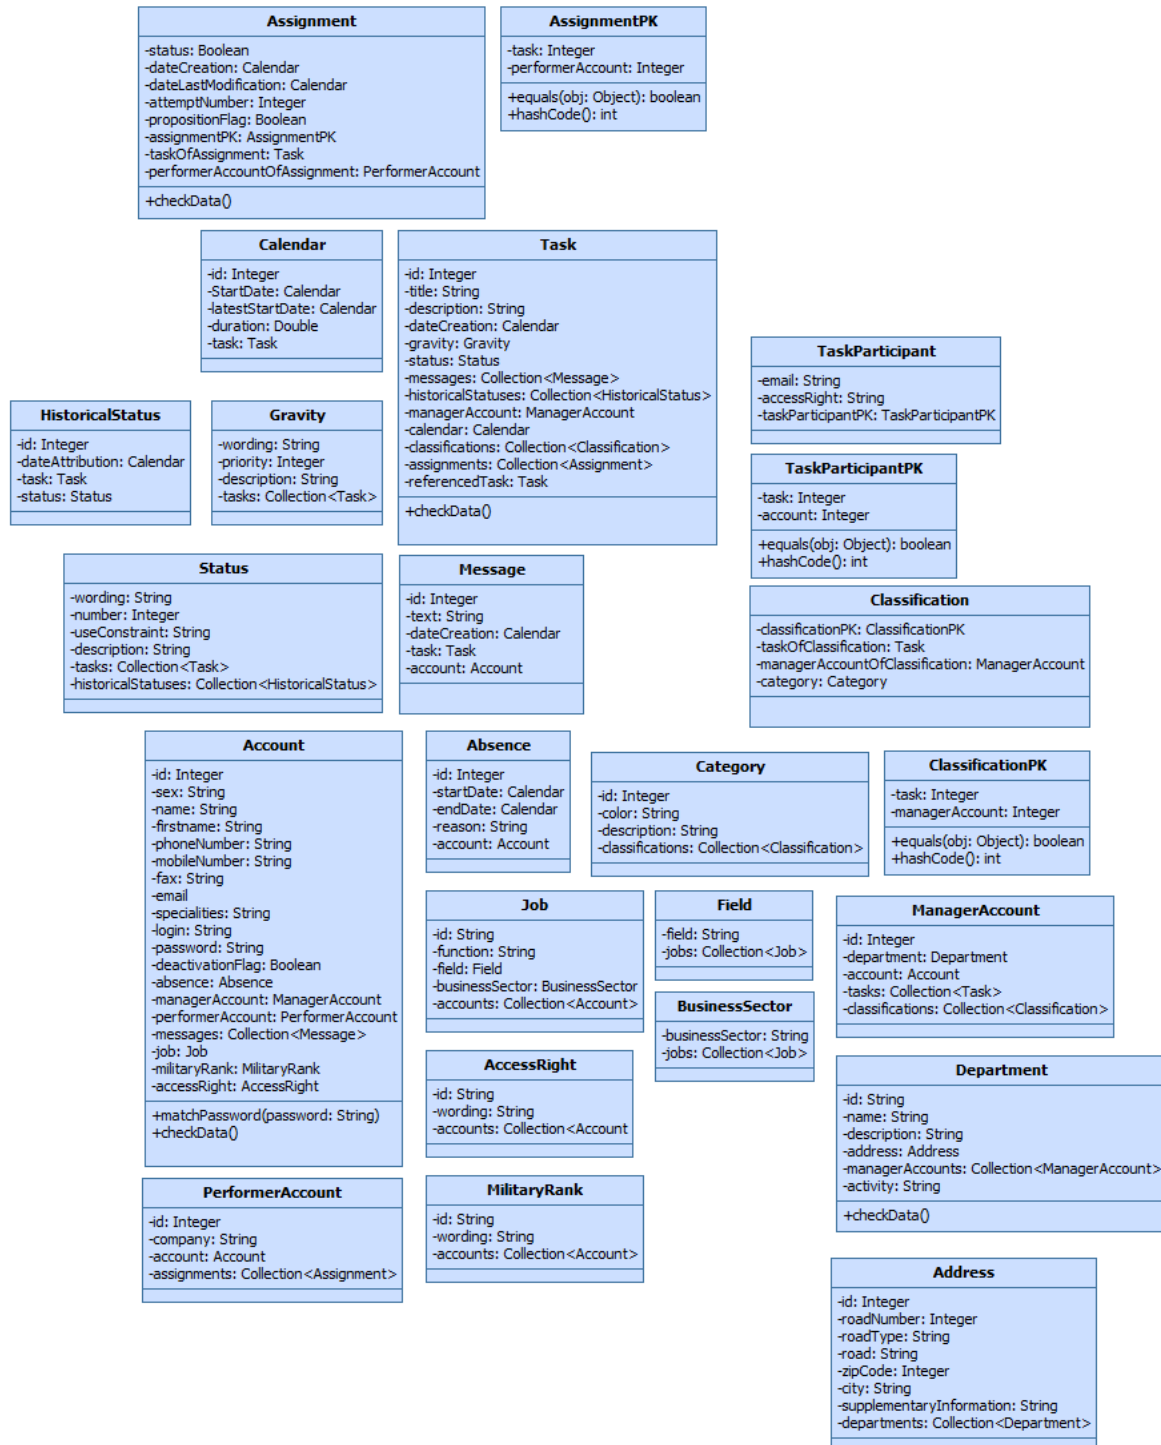 Assignment
-status: Boolean
-dateCreation: Calendar
-dateLastModification: Calendar
-attemptNumber: Integer
-propositionFlag: Boolean
-assignmentPK: AssignmentPK
-taskOfAssignment: Task
-performerAccountOfAssignment: PerformerAccount
+checkData()
AssignmentPK
-task: Integer
-performerAccount: Integer
+equals(obj: Object): boolean
+hashCode(): int
Calendar
-id: Integer
-StartDate: Calendar
-latestStartDate: Calendar
-duration: Double
-task: Task
Task
-id: Integer
-title: String
-description: String
-dateCreation: Calendar
-gravity: Gravity
-status: Status
-messages: Collection<Message>
-historicalStatuses: Collection<HistoricalStatus>
-managerAccount: ManagerAccount
-calendar: Calendar
-classifications: Collection<Classification>
-assignments: Collection<Assignment>
-referencedTask: Task
+checkData()
TaskParticipant
-email: String
-accessRight: String
-taskParticipantPK: TaskParticipantPK
HistoricalStatus
-id: Integer
-dateAttribution: Calendar
-task: Task
-status: Status
Gravity
-wording: String
-priority: Integer
-description: String
-tasks: Collection<Task>
TaskParticipantPK
-task: Integer
-account: Integer
+equals(obj: Object): boolean
+hashCode(): int
Status
-wording: String
-number: Integer
-useConstraint: String
-description: String
-tasks: Collection<Task>
-historicalStatuses: Collection<HistoricalStatus>
Message
-id: Integer
-text: String
-dateCreation: Calendar
-task: Task
-account: Account
Classification
-classificationPK: ClassificationPK
-taskOfClassification: Task
-managerAccountOfClassification: ManagerAccount
-category: Category
Account
-id: Integer
-sex: String
-name: String
-firstname: String
-phoneNumber: String
-mobileNumber: String
-fax: String
-email
-specialities: String
-login: String
-password: String
-deactivationFlag: Boolean
-absence: Absence
-managerAccount: ManagerAccount
-performerAccount: PerformerAccount
-messages: Collection<Message>
-job: Job
-militaryRank: MilitaryRank
-accessRight: AccessRight
+matchPassword(password: String)
+checkData()
Absence
-id: Integer
-startDate: Calendar
-endDate: Calendar
-reason: String
-account: Account
Category
-id: Integer
-color: String
-description: String
-classifications: Collection<Classification>
ClassificationPK
-task: Integer
-managerAccount: Integer
+equals(obj: Object): boolean
+hashCode(): int
Job
-id: String
-function: String
-field: Field
-businessSector: BusinessSector
-accounts: Collection<Account>
Field
-field: String
-jobs: Collection<Job>
ManagerAccount
-id: Integer
-department: Department
-account: Account
-tasks: Collection<Task>
-classifications: Collection<Classification>
BusinessSector
-businessSector: String
-jobs: Collection<Job>
AccessRight
-id: String
-wording: String
-accounts: Collection<Account
Department
-id: String
-name: String
-description: String
-address: Address
-managerAccounts: Collection<ManagerAccount>
-activity: String
+checkData()
PerformerAccount
-id: Integer
-company: String
-account: Account
-assignments: Collection<Assignment>
MilitaryRank
-id: String
-wording: String
-accounts: Collection<Account>
Address
-id: Integer
-roadNumber: Integer
-roadType: String
-road: String
-zipCode: Integer
-city: String
-supplementaryInformation: String
-departments: Collection<Department>